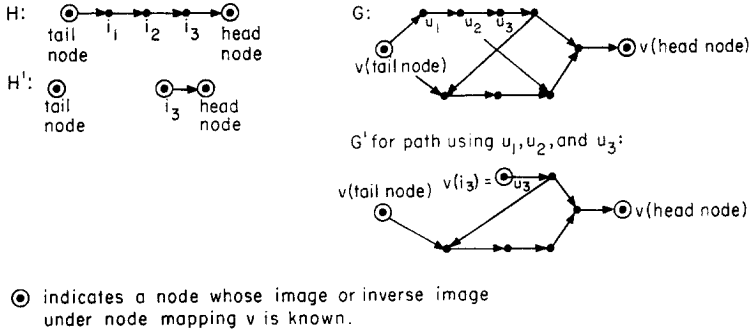 H:
tail node
i1
i2
i3
head node
H':
tail node
i3
head node
G:
u1
u2
u3
v(tail node)
v(head node)
G' for path using u1, u2, and u3:
v(i3) =
u3
v(tail node)
v(head node)
indicates a node whose image or inverse image
under node mapping v is known.